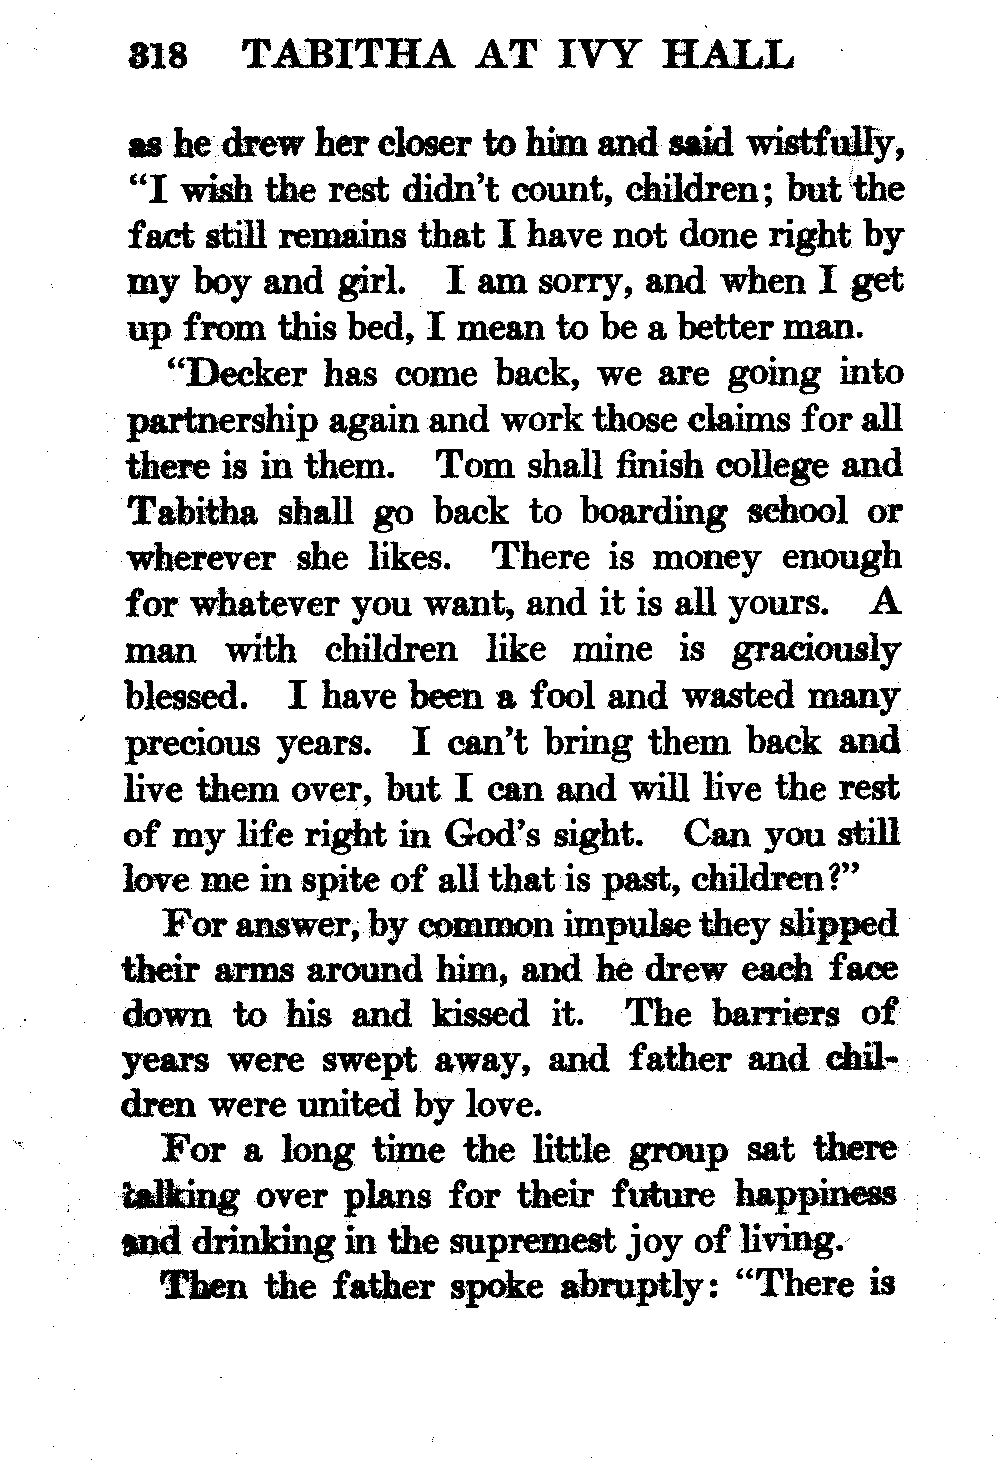 318 TABITHA AT IVY HALL
as he drew her closer to him and said wistfully,
“I wish the rest didn’t count, children; but the
fact still remains that I have not done right by
my boy and girl. I am sorry, and when I get
up from this bed, I mean to be a better man.
“Decker has come back, we are going into
partnership again and work those claims for all
there is in them. Tom shall finish college and
Tabitha shall go back to boarding school or
wherever she likes. There is money enough
for whatever you want, and it is all yours. A
man with children like mine is graciously
blessed. I have been a fool and wasted many
precious years. I can’t bring them back and
live them over, but I can and will live the rest
of my life right in God’s sight. Can you still
love me in spite of all that is past, children?”
For answer, by common impulse they slipped
their arms around him, and he drew each face
down to his and kissed it. The barriers of
years were swept away, and father and chil-
dren were united by love.
For a long time the little group sat there
talking over plans for their future happiness
and drinking in the supremest joy of living.
Then the father spoke abruptly: “There is